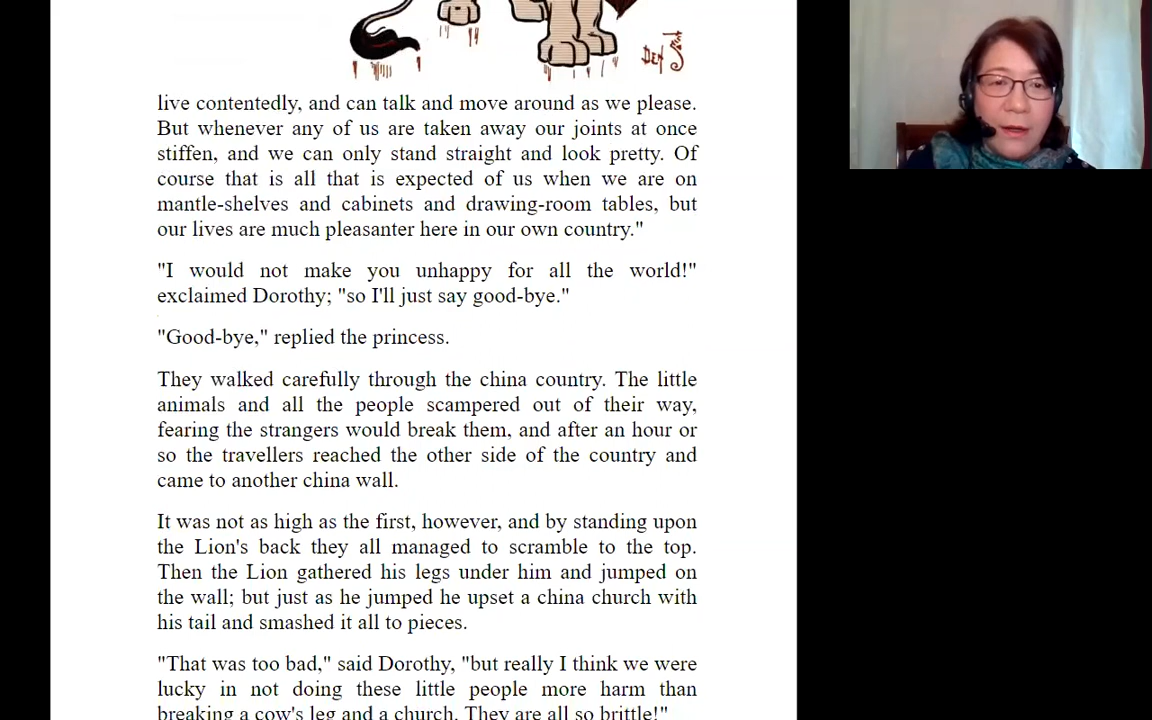 live contentedly, and can talk and move around as we please.
But whenever any of us are taken away our joints at once
stiffen, and we can only stand straight and look pretty. Of
course that is all that is expected of us when we are on
mantle-shelves and cabinets and drawing-room tables, but
our lives are much pleasanter here in our own country."
"I would not make you unhappy for all the world!"
exclaimed Dorothy; "so I'll just say good-bye."
"Good-bye," replied the princess.
They walked carefully through the china country. The little
animals and all the people scampered out of their way,
fearing the strangers would break them, and after an hour or
so the travellers reached the other side of the country and
came to another china wall.
It was not as high as the first, however, and by standing upon
the Lion's back they all managed to scramble to the top.
Then the Lion gathered his legs under him and jumped on
the wall; but just as he jumped he upset a china church with
his tail and smashed it all to pieces.
"That was too bad," said Dorothy, "but really I think we were
lucky in not doing these little people more harm than
breaking a cow's leg and a church. They are all so brittle!"